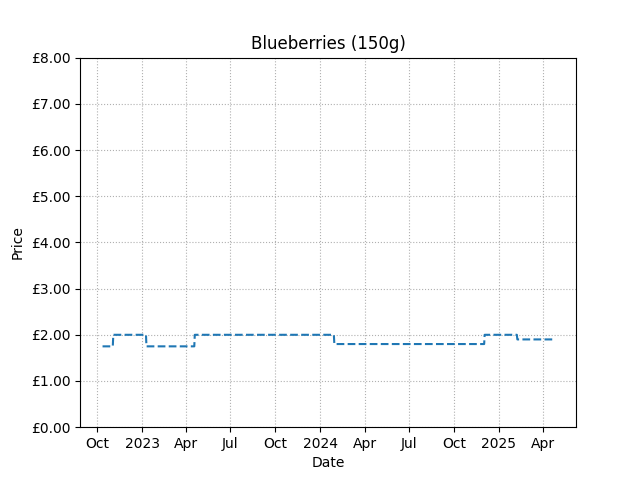 Blueberries (150g)
£8.00
£7.00
£6.00
£5.00
£4.00
£3.00
£2.00
£1.00
£0.00
Price
Oct 2023 Apr Jul Oct 2024 Apr Jul Oct 2025 Apr
Date